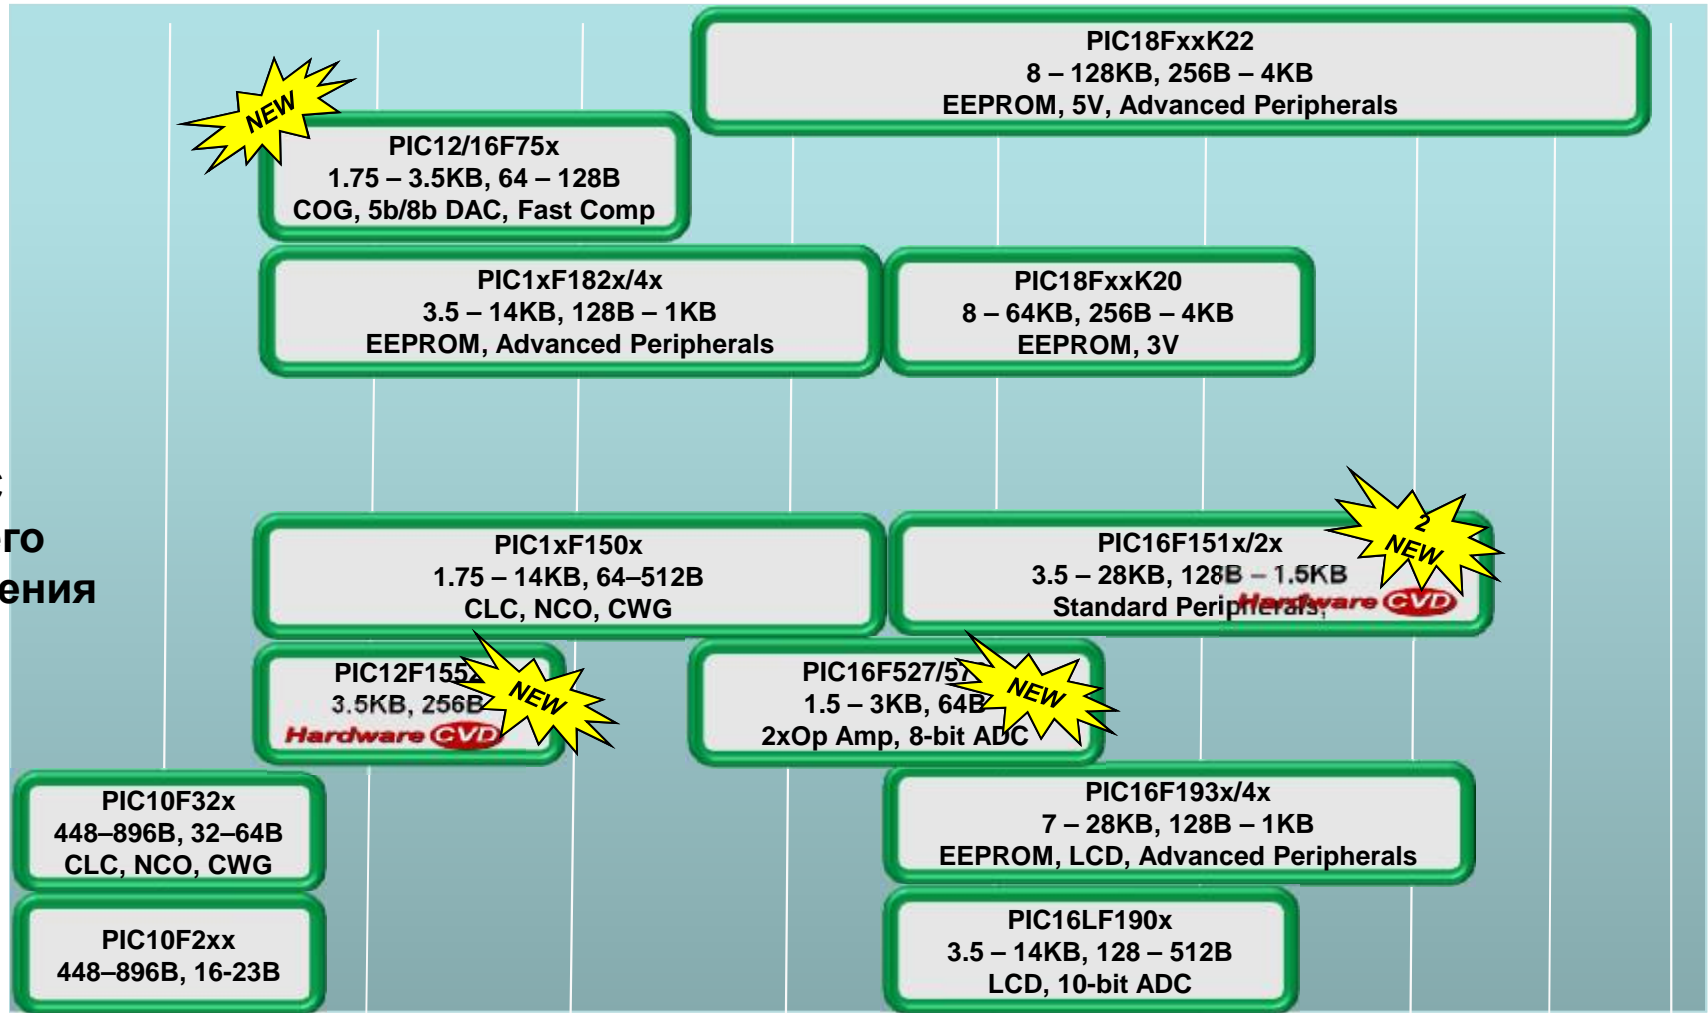 PIC18FxxK22
8 – 128KB, 256B – 4KB
EEPROM, 5V, Advanced Peripherals
NEW
PIC12/16F75x
1.75 – 3.5KB, 64 – 128B
COG, 5b/8b DAC, Fast Comp
PIC1xF182x/4x
3.5 – 14KB, 128B – 1KB
EEPROM, Advanced Peripherals
PIC18FxxK20
8 – 64KB, 256B – 4KB
EEPROM, 3V
PIC1xF150x
1.75 – 14KB, 64–512B
CLC, NCO, CWG
PIC16F151x/2x
3.5 – 28KB, 128B – 1.5KB
Standard Peripherals,
Hardware CVD
2
NEW
PIC12F1552
3.5KB, 256B
Hardware CVD
NEW
1.5 – 3KB, 64B
2xOp Amp, 8-bit ADC
NEW
PIC10F32x
448–896B, 32–64B
CLC, NCO, CWG
PIC16F193x/4x
7 – 28KB, 128B – 1KB
EEPROM, LCD, Advanced Peripherals
PIC10F2xx
448–896B, 16-23B
PIC16LF190x
3.5 – 14KB, 128 – 512B
LCD, 10-bit ADC